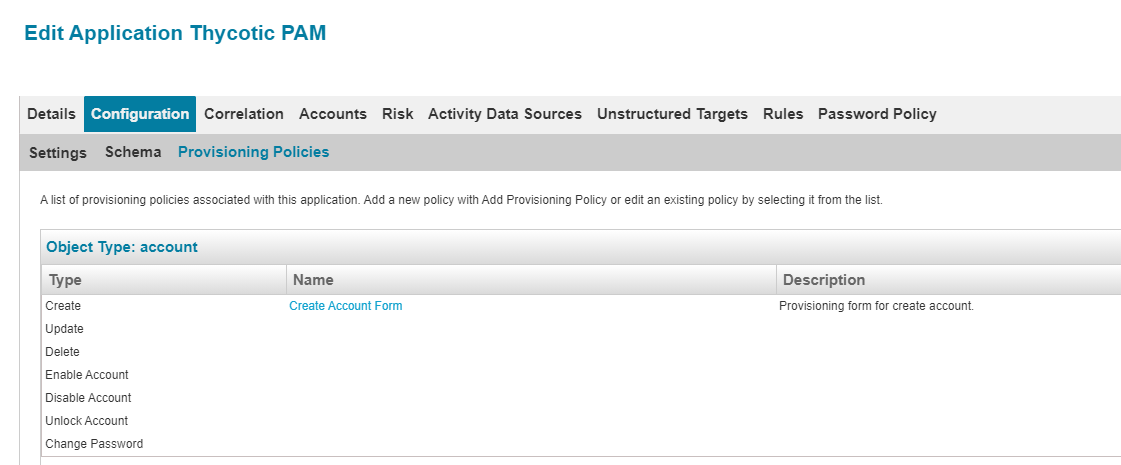 Edit Application Thycotic PAM
Details Configuration Correlation Accounts Risk Activity Data Sources Unstructured Targets Rules Password Policy
Settings Schema Provisioning Policies
A list of provisioning policies associated with this application. Add a new policy with Add Provisioning Policy or edit an existing policy by selecting it from the list.
Object Type: account
Type Name Description
Create Create Account Form Provisioning form for create account.
Update
Delete
Enable Account
Disable Account
Unlock Account
Change Password